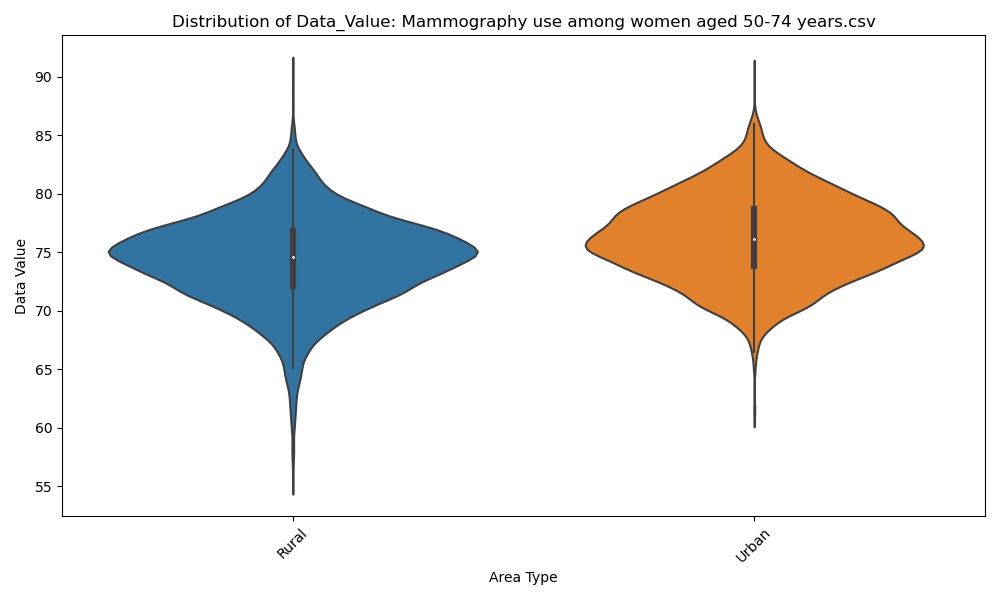 Distribution of Data_Value: Mammography use among women aged 50-74 years.csv
90
85
80
75
70
65
60
55
Data Value
Rural
Urban
Area Type